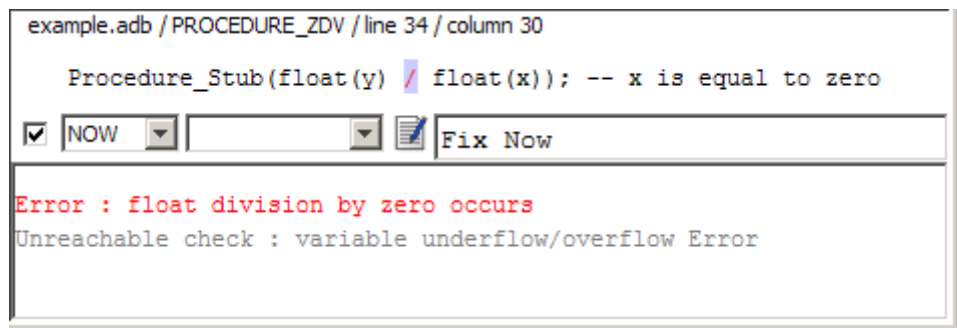 example.adb / PROCEDURE_ZDV / line 34 / column 30
Procedure_Stub(float(y) / float(x)); -- x is equal to zero
NOW Fix Now
Error : float division by zero occurs
Unreachable check : variable underflow/overflow Error